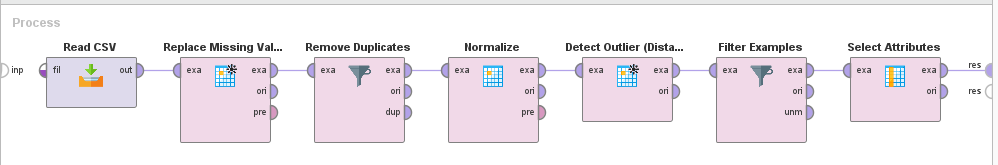 Process
Read CSV Replace Missing Val... Remove Duplicates Normalize Detect Outlier (Dista... Filter Examples Select Attributes
inp fil out exa exa exa exa exa exa exa exa exa exa exa exa res
ori ori ori ori ori ori res
pre dup pre unm